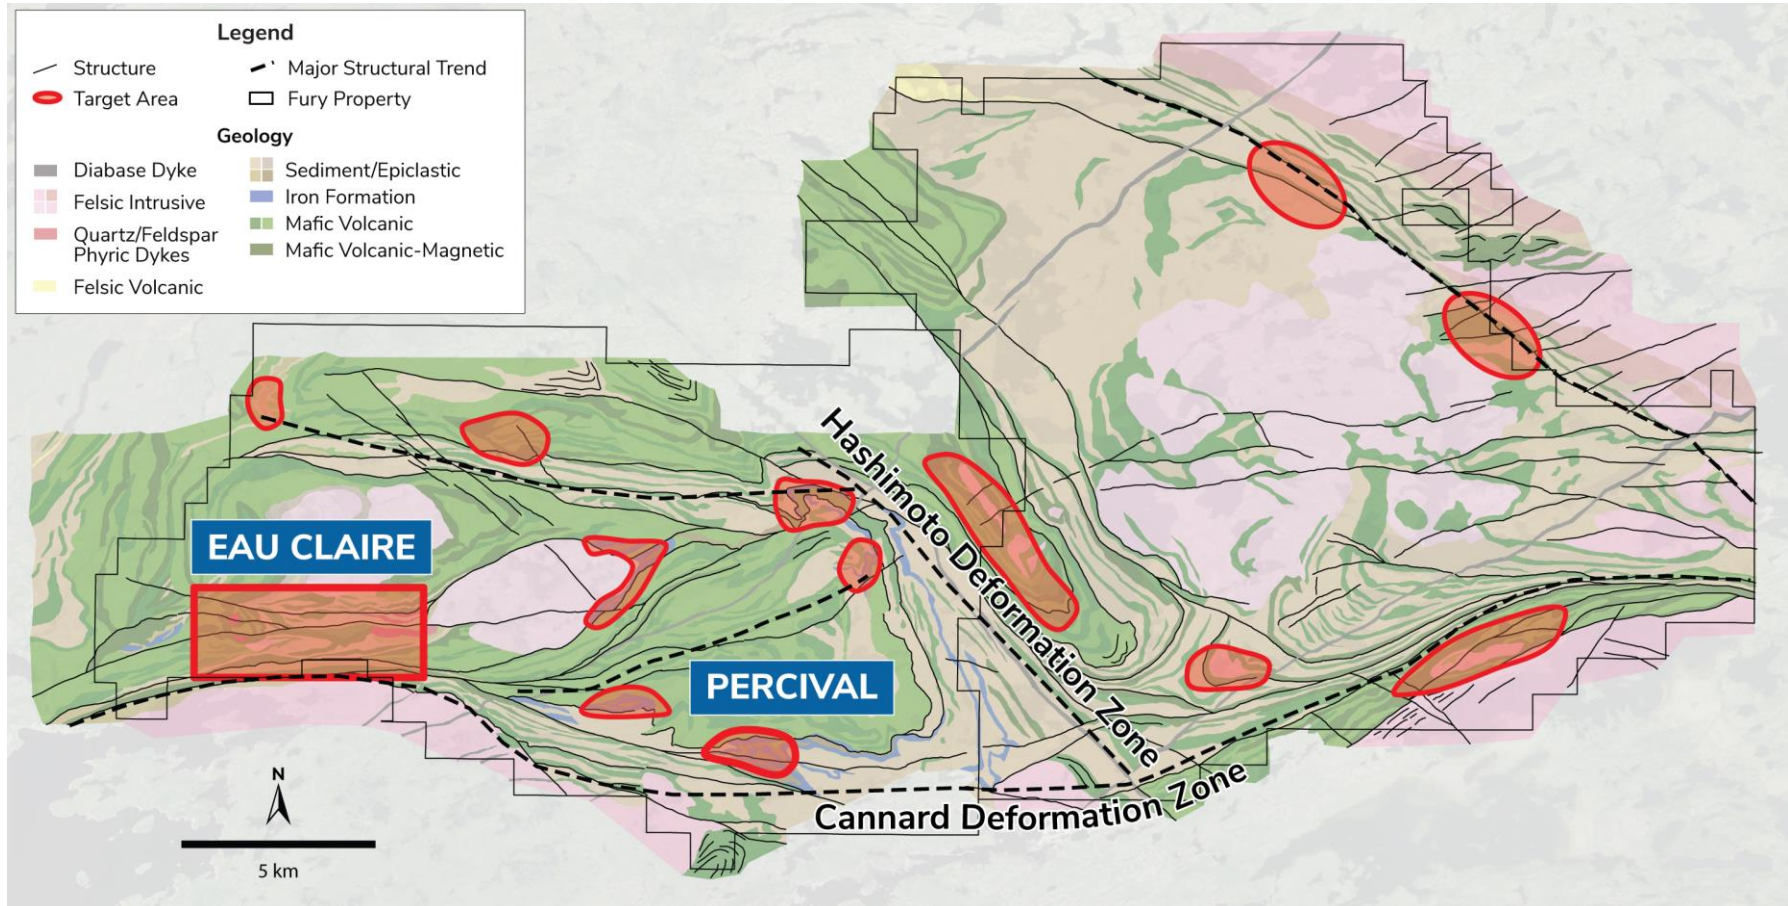 Legend
Structure
Major Structural Trend
Target Area
Fury Property
Geology
Diabase Dyke
Felsic Intrusive
Quartz/Feldspar
Phyric Dykes
Felsic Volcanic
Sediment/Epiclastic
Iron Formation
Mafic Volcanic
Mafic Volcanic-Magnetic
Hashimoto Deformation Zone
EAU CLAIRE
PERCIVAL
Cannard Deformation Zone
N
5 km